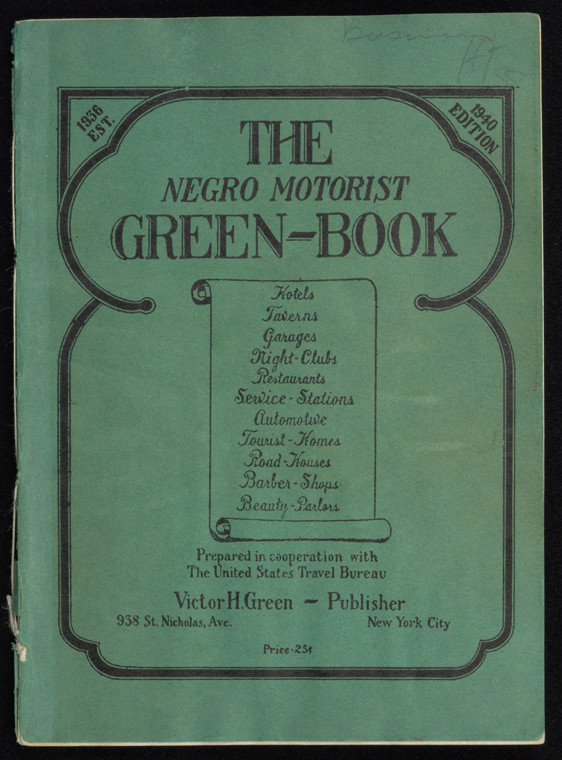 1936
EST.
1940
EDITION
THE
NEGRO MOTORIST
GREEN-BOOK
Hotels
Taverns
Garages
Night-Clubs
Restaurants
Service-Stations
Automotive
Tourist-Homes
Road-Houses
Barber-Shops
Beauty-Parlors
Prepared in cooperation with
The United States Travel Bureau
Victor H. Green - Publisher
938 St. Nicholas, Ave. New York City
Price-25¢